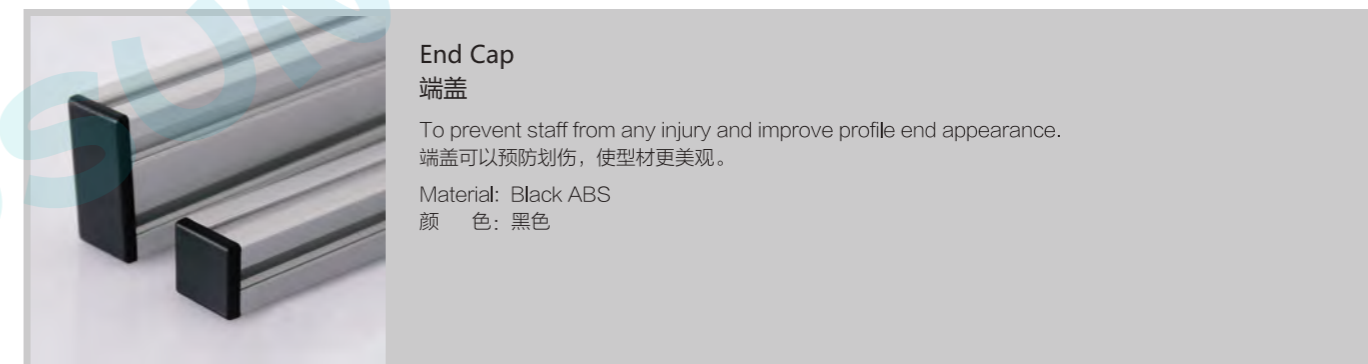 End Cap
端盖
To prevent staff from any injury and improve profile end appearance.
端盖可以预防划伤，使型材更美观。
Material: Black ABS
颜 色：黑色